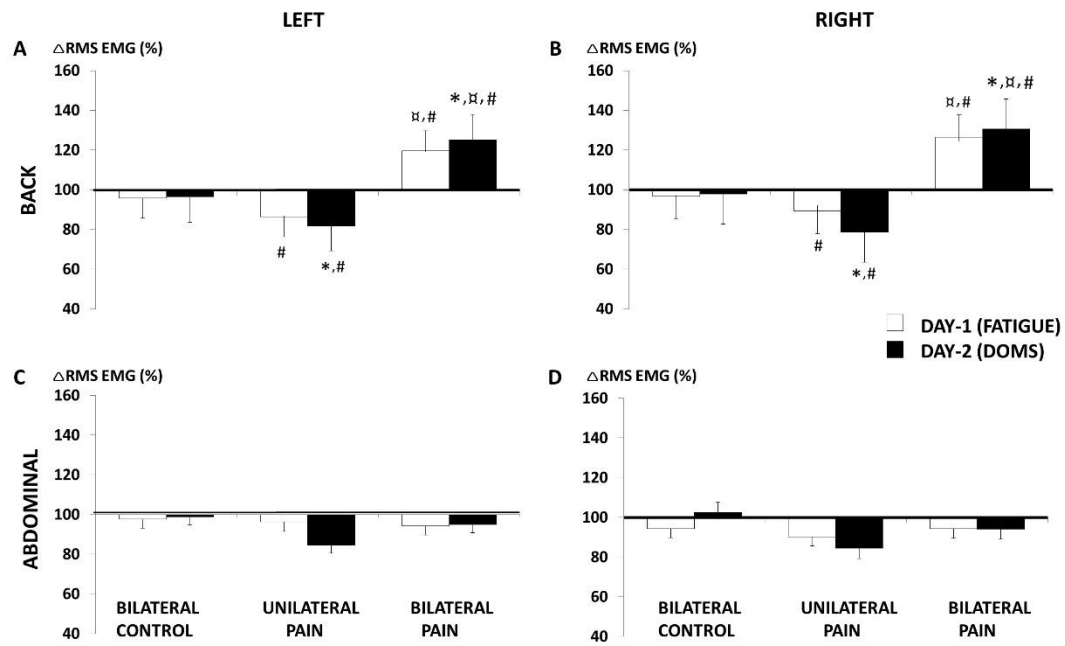 LEFT
RIGHT
A △RMS EMG (%)
160
140
120
100
80
60
40
BACK
¤,#
*,¤,#
#
*,#
B △RMS EMG (%)
160
140
120
100
80
60
40
¤,#
*,¤,#
#
*,#
DAY-1 (FATIGUE)
DAY-2 (DOMS)
C △RMS EMG (%)
160
140
120
100
80
60
40
ABDOMINAL
BILATERAL
CONTROL
UNILATERAL
PAIN
BILATERAL
PAIN
D △RMS EMG (%)
160
140
120
100
80
60
40
BILATERAL
CONTROL
UNILATERAL
PAIN
BILATERAL
PAIN